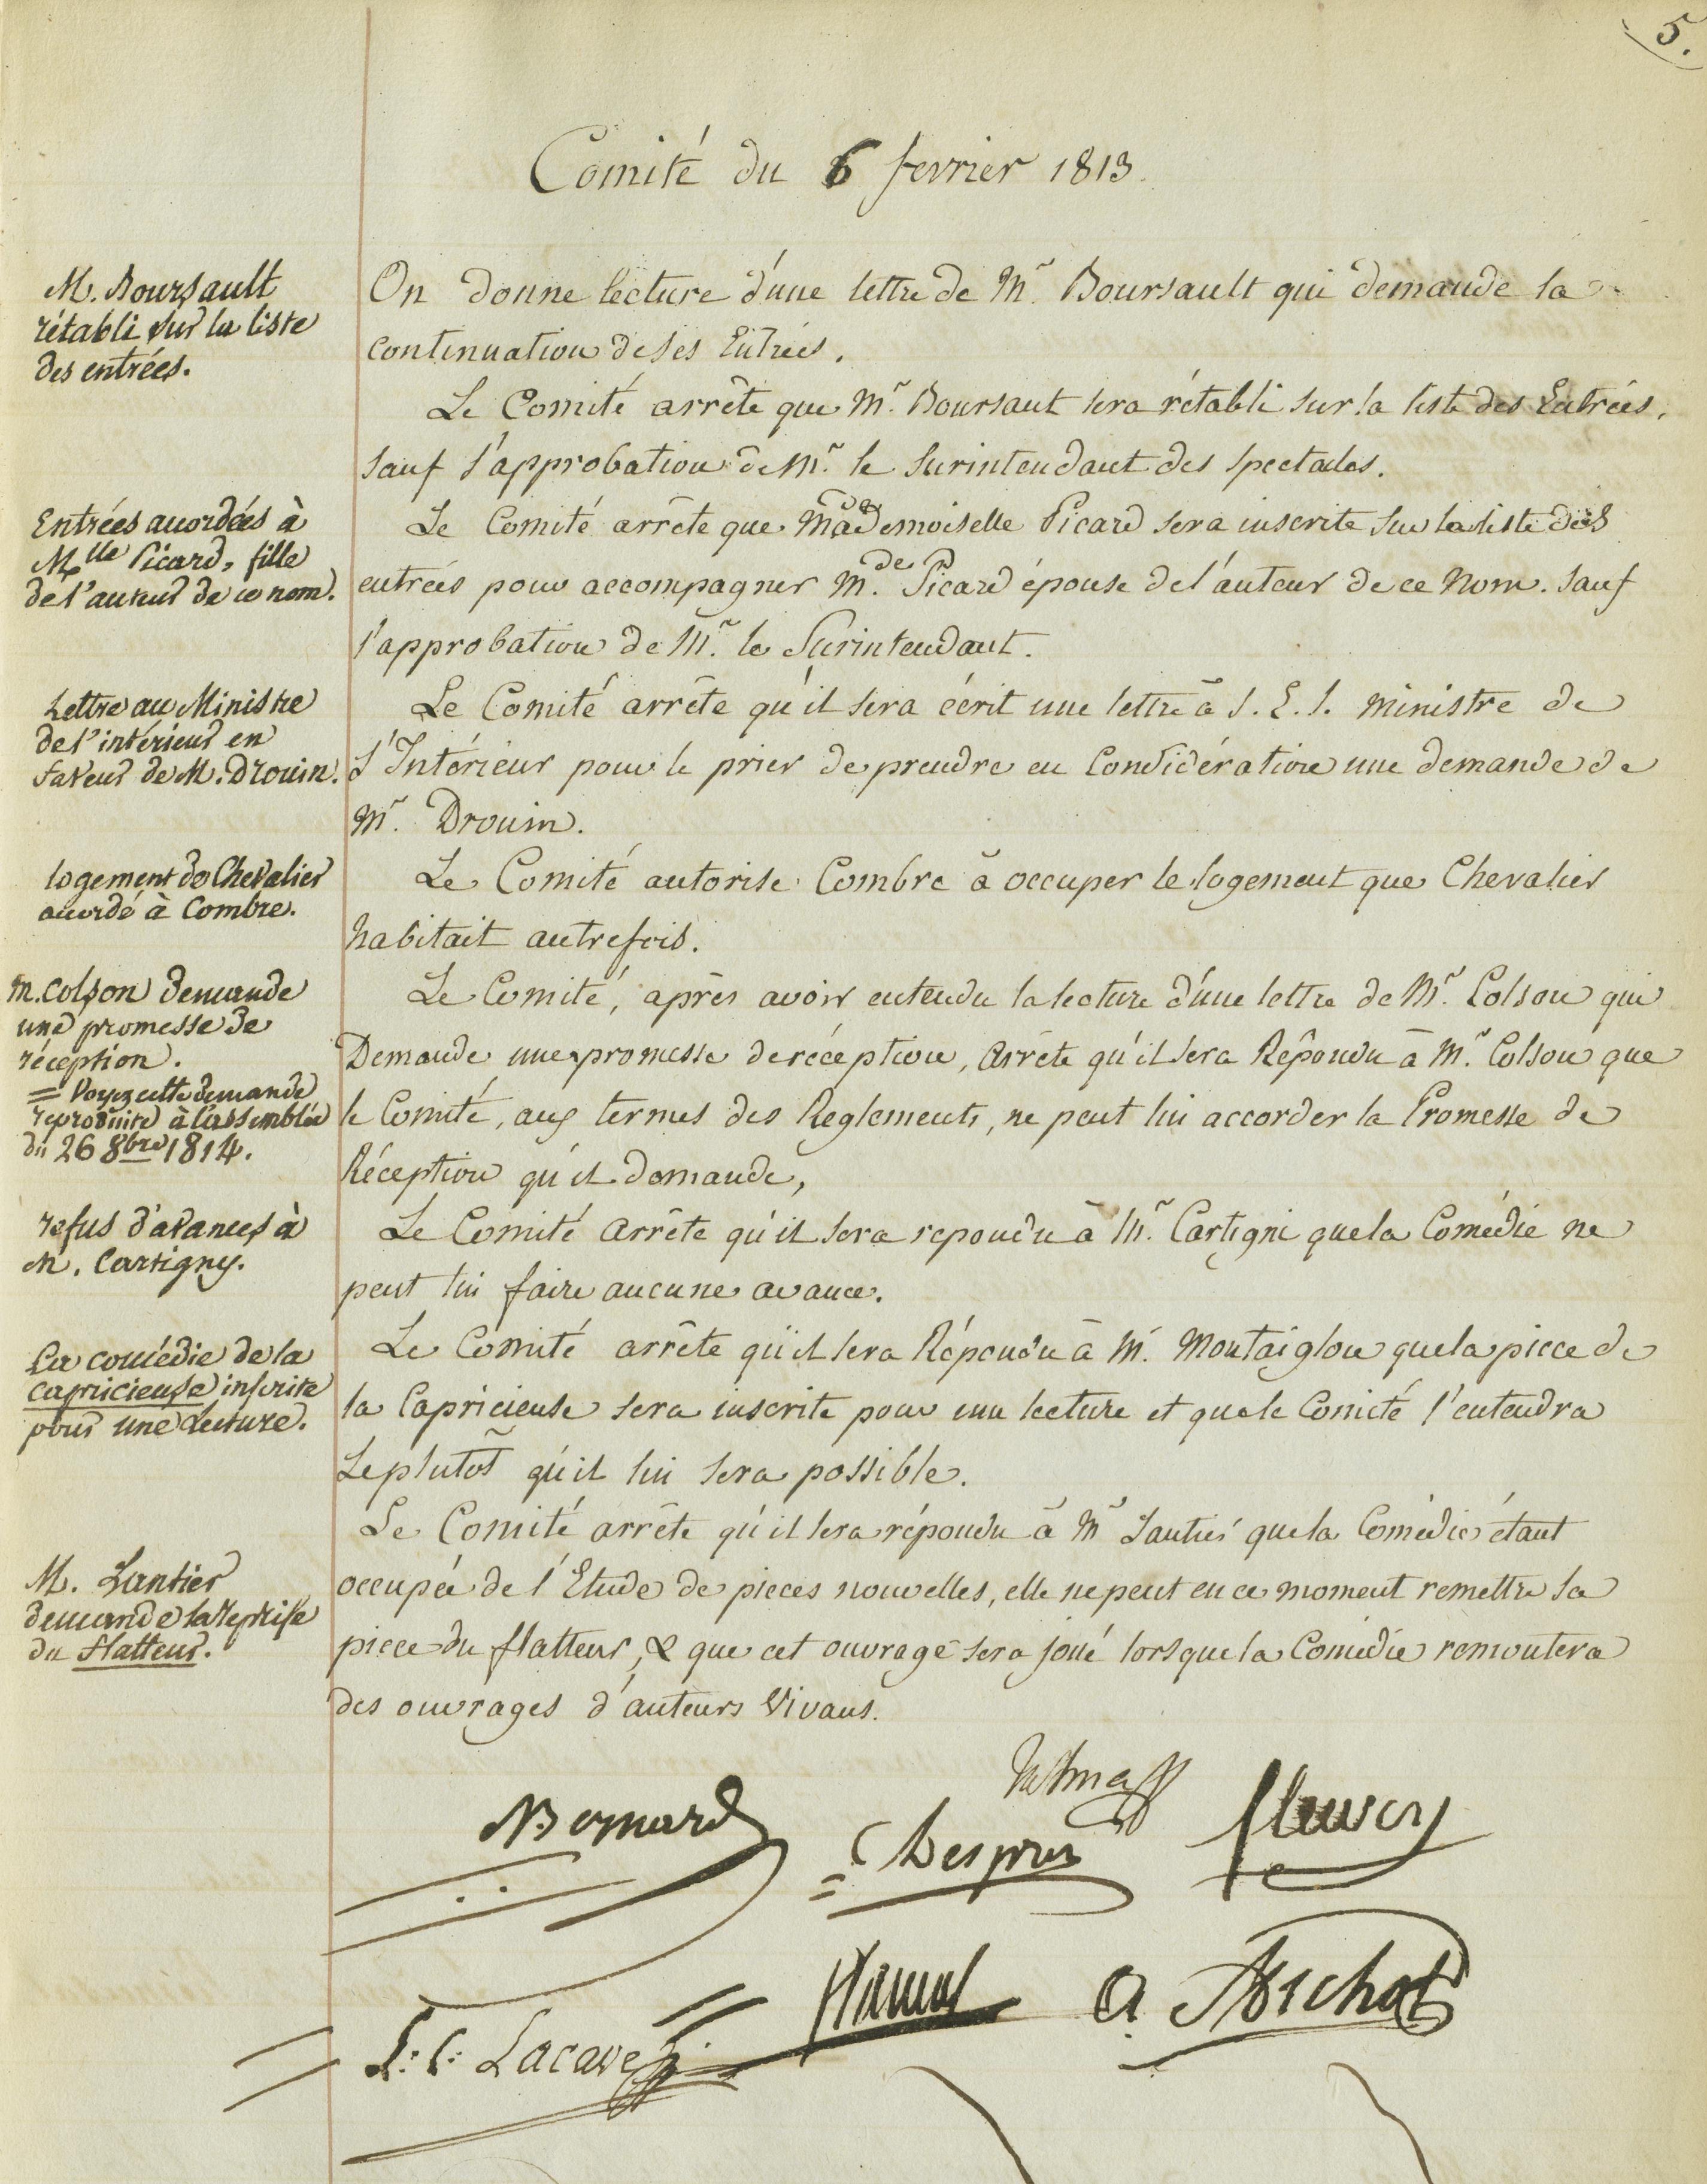 5.
Comité du 6 fevrier 1813.
M. Boursault
rétabli sur la liste
des entrées.
On donne lecture d'une lettre de Mr. Boursault qui demande la
continuation de ses Entrées.
Le Comité arrête que Mr. Boursaut sera rétabli sur la liste des Entrées,
sauf l'approbation de Mr. le Surintendant des Spectacles.
Entrées accordées à
Mlle Picard, fille
de l'auteur de ce nom.
Le Comité arrête que Mademoiselle Picard sera inscrite sur la liste des
entrées pour accompagner Mde. Picard épouse de l'auteur de ce Nom. Sauf
l'approbation de Mr. le Surintendant.
Lettre au Ministre
de l'intérieur en
faveur de M. Drouin.
Le Comité arrête qu'il sera écrit une lettre à S. E. l. Ministre de
l'Intérieur pour le prier de prendre en Considération une demande de
Mr. Drouin.
logement de Chevalier
accordé à Combre.
Le Comité autorise Combre à occuper le logement que Chevalier
habitait autrefois.
M. Colson demande
une promesse de
réception.
= Voyez cette demande
reproduite à l'assemblée
du 26 8bre 1814.
Le Comité, après avoir entendu la lecture d'une lettre de Mr. Colson qui
Demande une promesse de réception, arrête qu'il sera Répondu à Mr. Colson que
le Comité, aux termes des Reglements, ne peut lui accorder la Promesse de
Réception qu'il demande,
refus d'avances à
M. Cartigny.
Le Comité arrête qu'il sera repondu à Mr. Cartigni que la Comédie ne
peut lui faire aucune avance.
La comédie de la
capricieuse inscrite
pour une Lecture.
Le Comité arrête qu'il sera Répondu à M. Montaiglon que la piece de
la Capricieuse sera inscrite pour une lecture et que le Comité l'entendra
Le plutôt qu'il lui sera possible.
M. Lantier
demande la reprise
du Flatteur.
Le Comité arrête qu'il sera répondu à Mr Lantier que la Comédie étant
occupée de l'Etude de pieces nouvelles, elle ne peut en ce moment remettre sa
piece du flatteur, & que cet ouvrage sera joué lorsque la Comédie remontera
des ouvrages d'auteurs Vivans.
Talma
NBernard
Desprez
fleury
L: C: Lacave
A Michot